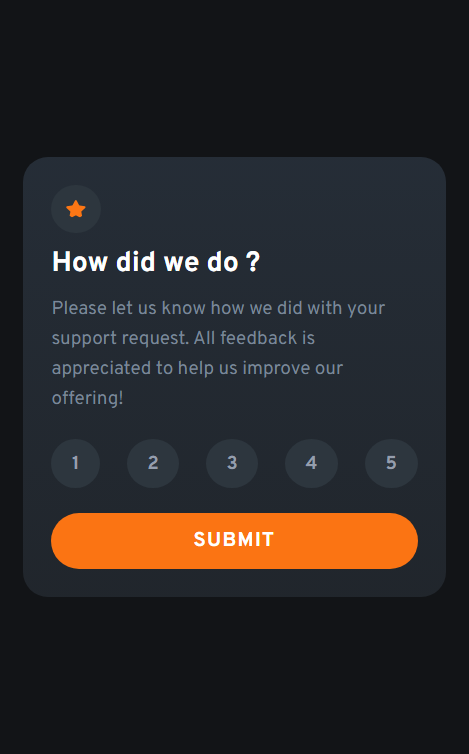 How did we do ?
Please let us know how we did with your
support request. All feedback is
appreciated to help us improve our
offering!
1 2 3 4 5
SUBMIT